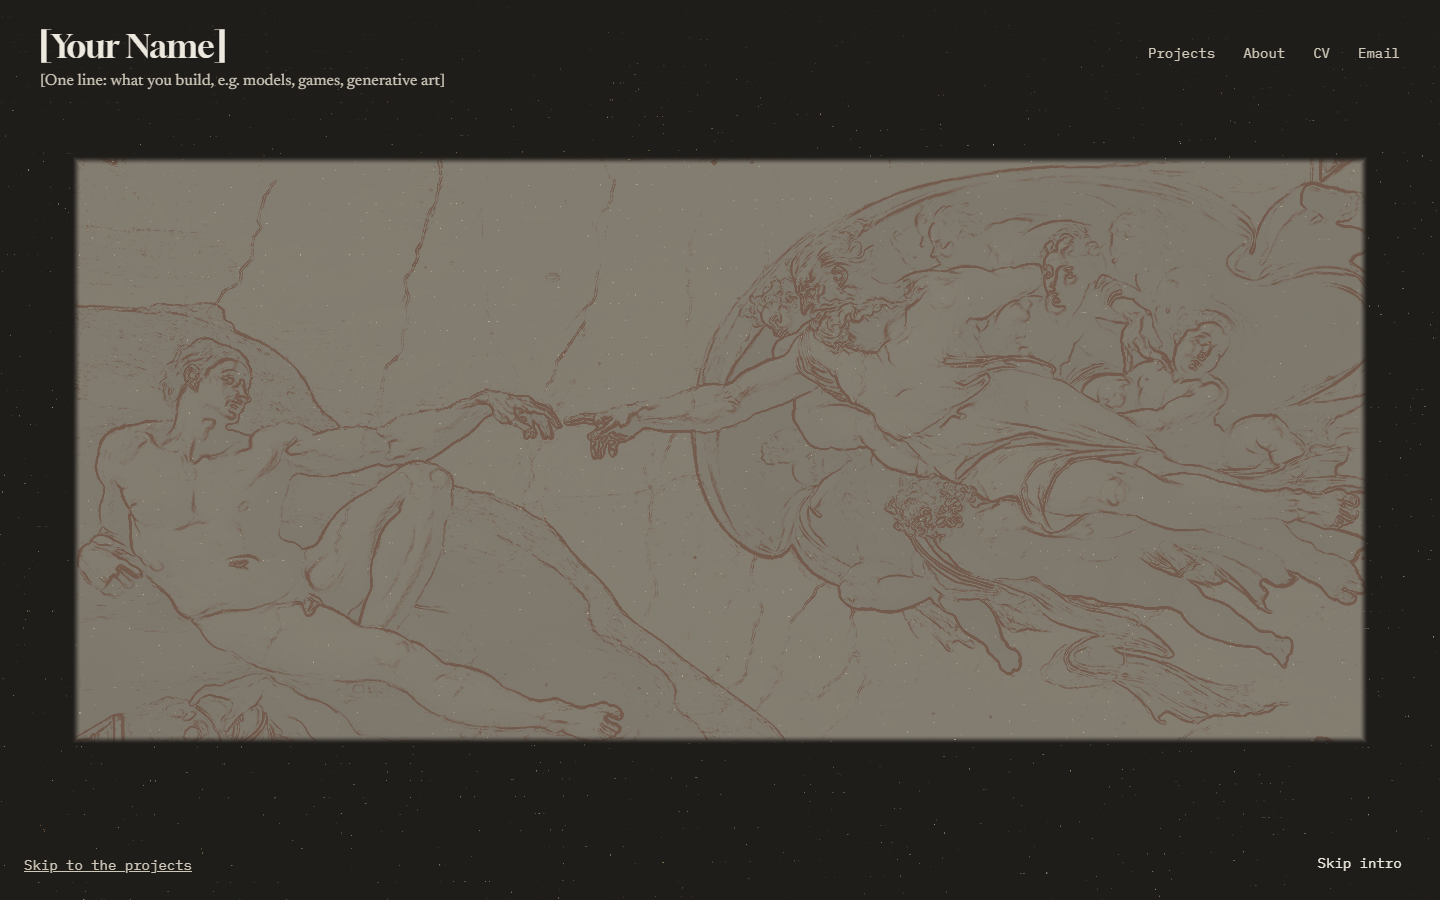 [Your Name]
[One line: what you build, e.g. models, games, generative art]
Projects About CV Email
Skip to the projects
Skip intro